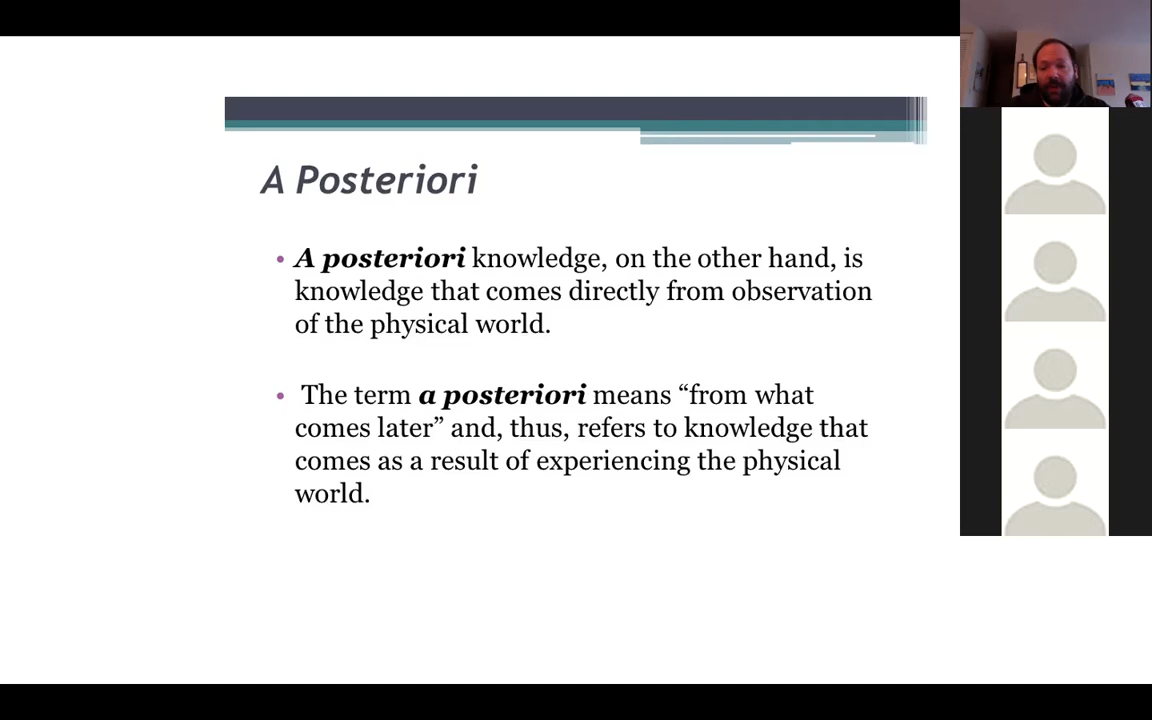 A Posteriori
• A posteriori knowledge, on the other hand, is
knowledge that comes directly from observation
of the physical world.
• The term a posteriori means “from what
comes later” and, thus, refers to knowledge that
comes as a result of experiencing the physical
world.